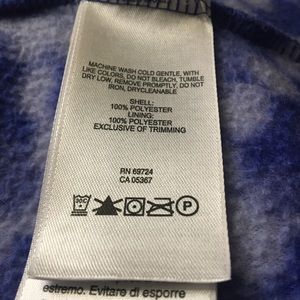 MACHINE WASH COLD GENTLE, WITH
LIKE COLORS, DO NOT BLEACH, TUMBLE
DRY LOW, REMOVE PROMPTLY, DO NOT
IRON, DRYCLEANABLE
SHELL:
100% POLYESTER
LINING:
100% POLYESTER
EXCLUSIVE OF TRIMMING
RN 69724
CA 05367
30C
P
estremo. Evitare di esporre